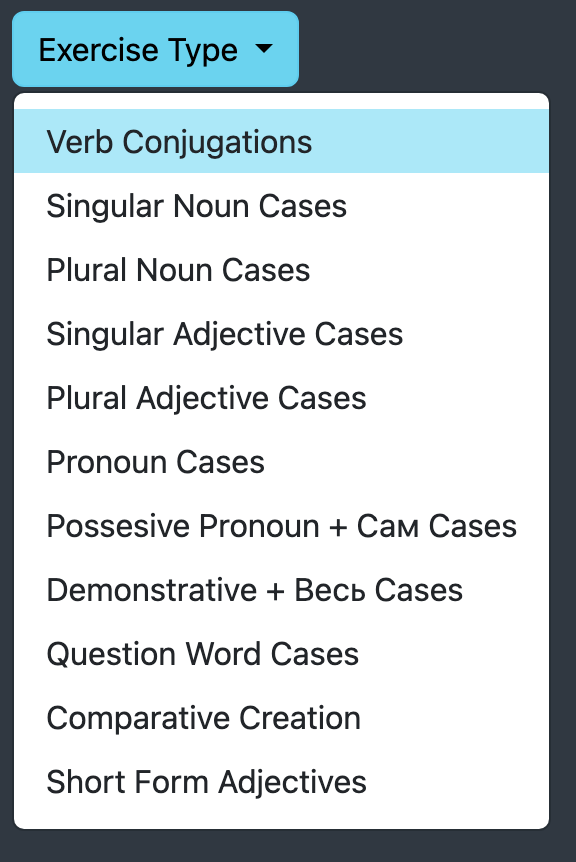 Exercise Type
Verb Conjugations
Singular Noun Cases
Plural Noun Cases
Singular Adjective Cases
Plural Adjective Cases
Pronoun Cases
Possesive Pronoun + Сам Cases
Demonstrative + Весь Cases
Question Word Cases
Comparative Creation
Short Form Adjectives